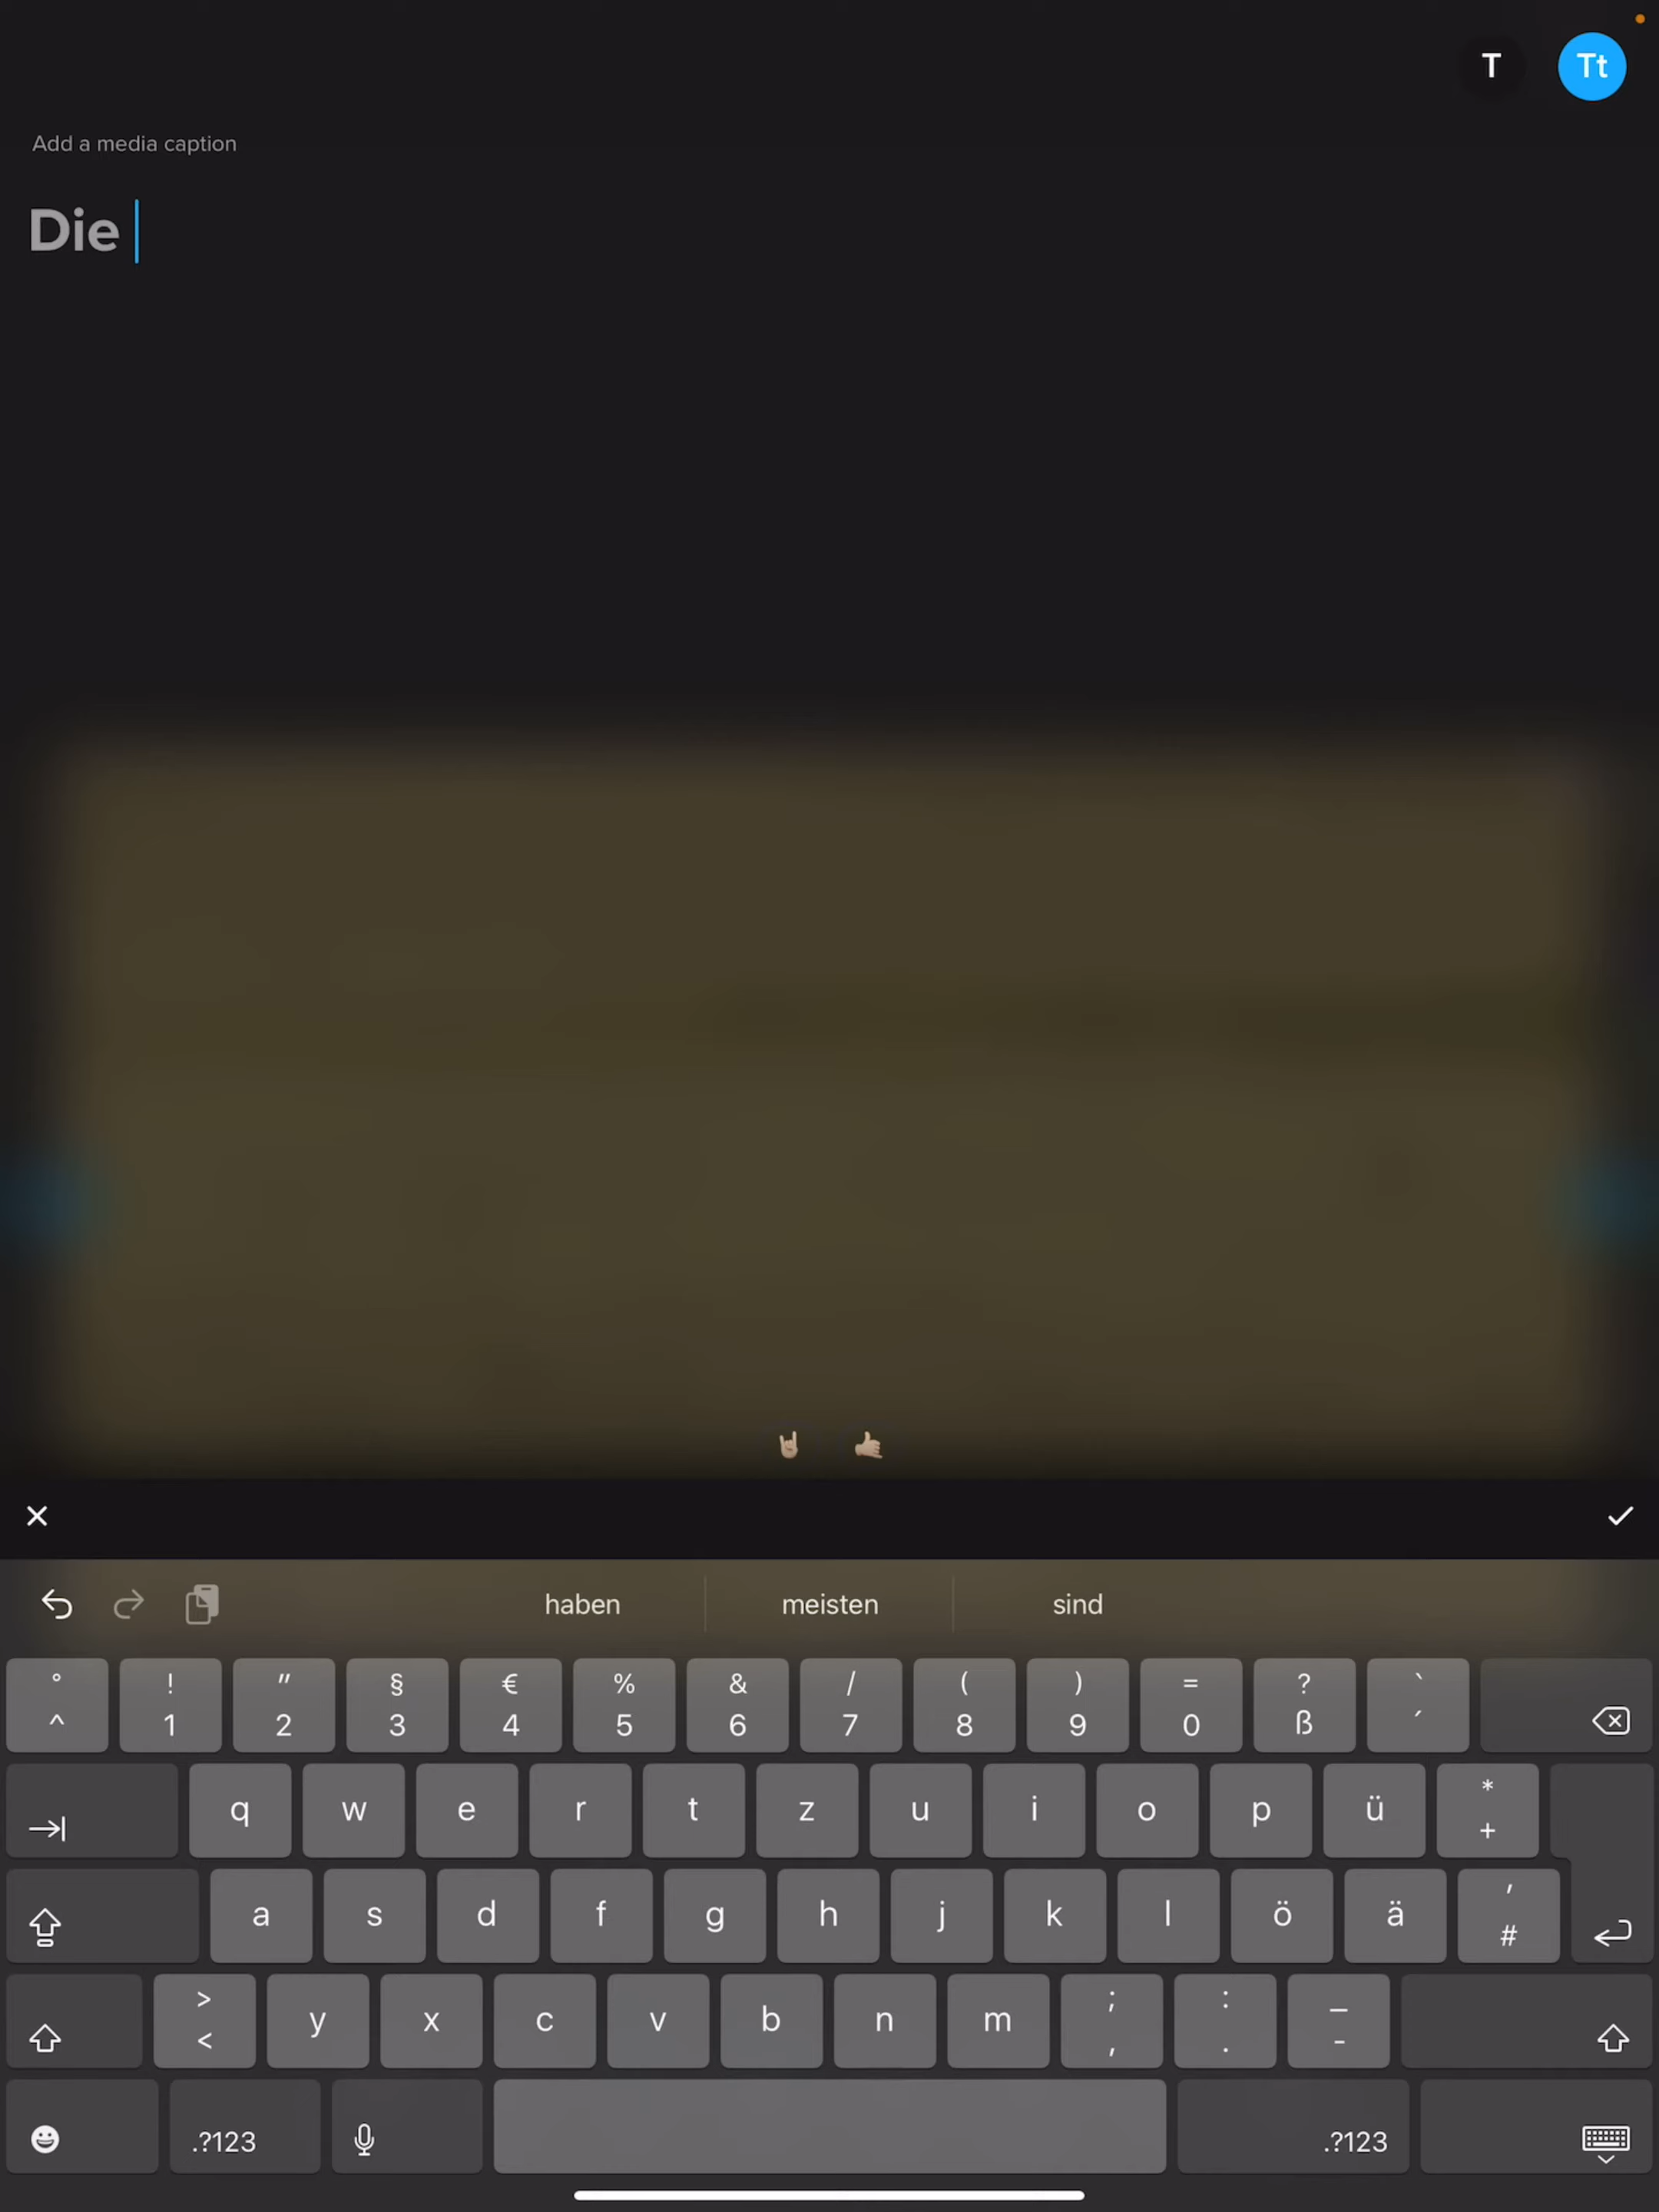 T Tt
Add a media caption
Die
haben meisten sind
° ! " § € % & / ( ) = ? `
^ 1 2 3 4 5 6 7 8 9 0 ß ´
q w e r t z u i o p ü * +
a s d f g h j k l ö ä ' #
> < y x c v b n m ; , : . _ -
.?123 .?123